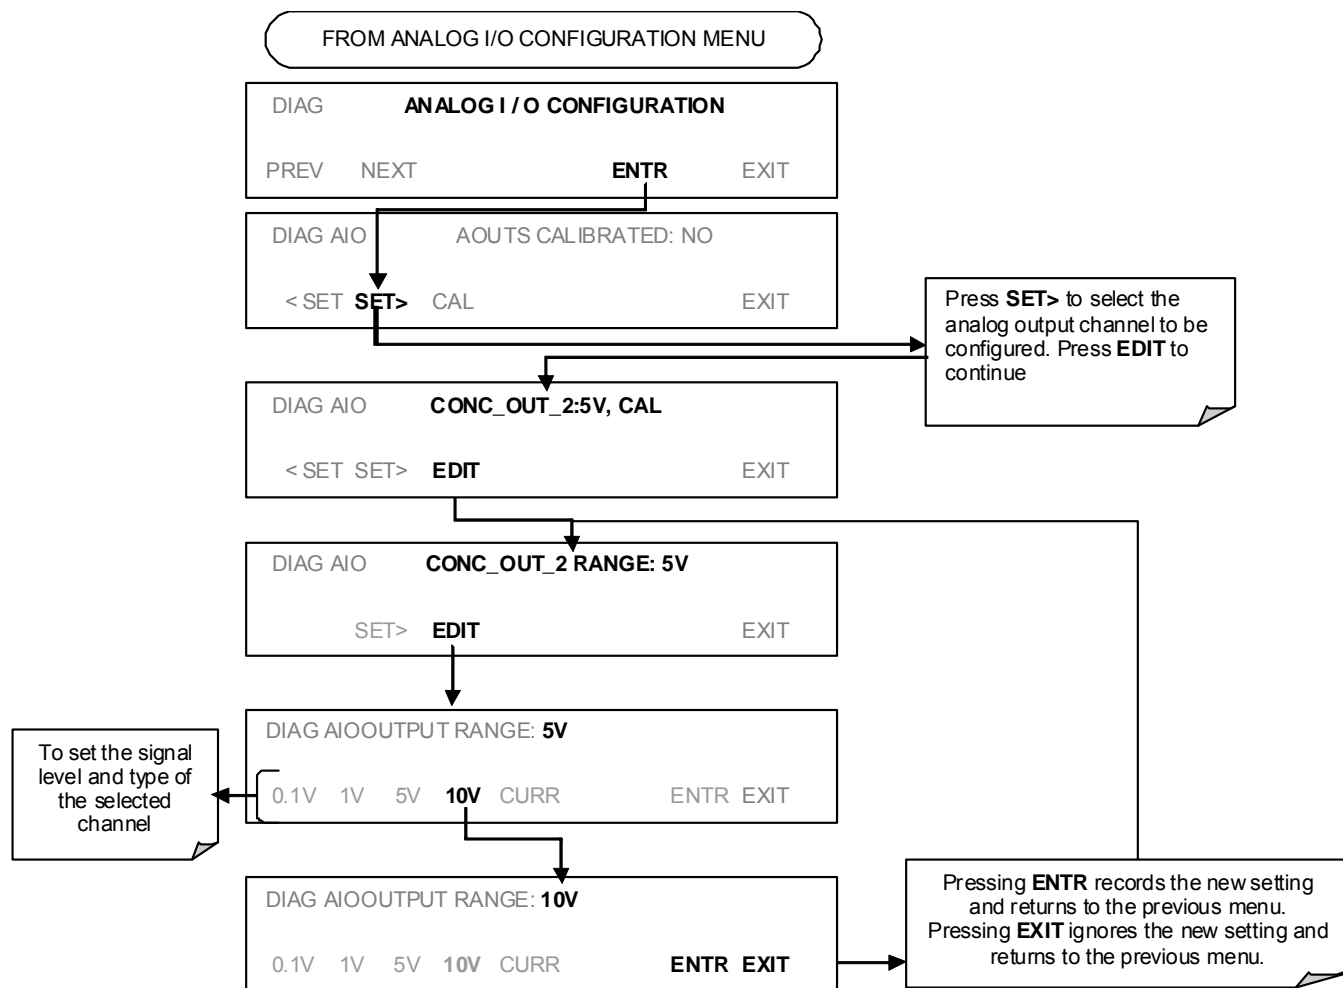 FROM ANALOG I/O CONFIGURATION MENU
DIAG ANALOG I / O CONFIGURATION
PREV NEXT ENTR EXIT
DIAG AIO AOUTS CALIBRATED: NO
< SET SET> CAL EXIT
Press SET> to select the
analog output channel to be
configured. Press EDIT to
continue
DIAG AIO CONC_OUT_2:5V, CAL
< SET SET> EDIT EXIT
DIAG AIO CONC_OUT_2 RANGE: 5V
SET> EDIT EXIT
DIAG AIOOUTPUT RANGE: 5V
0.1V 1V 5V 10V CURR ENTR EXIT
To set the signal
level and type of
the selected
channel
DIAG AIOOUTPUT RANGE: 10V
0.1V 1V 5V 10V CURR ENTR EXIT
Pressing ENTR records the new setting
and returns to the previous menu.
Pressing EXIT ignores the new setting and
returns to the previous menu.